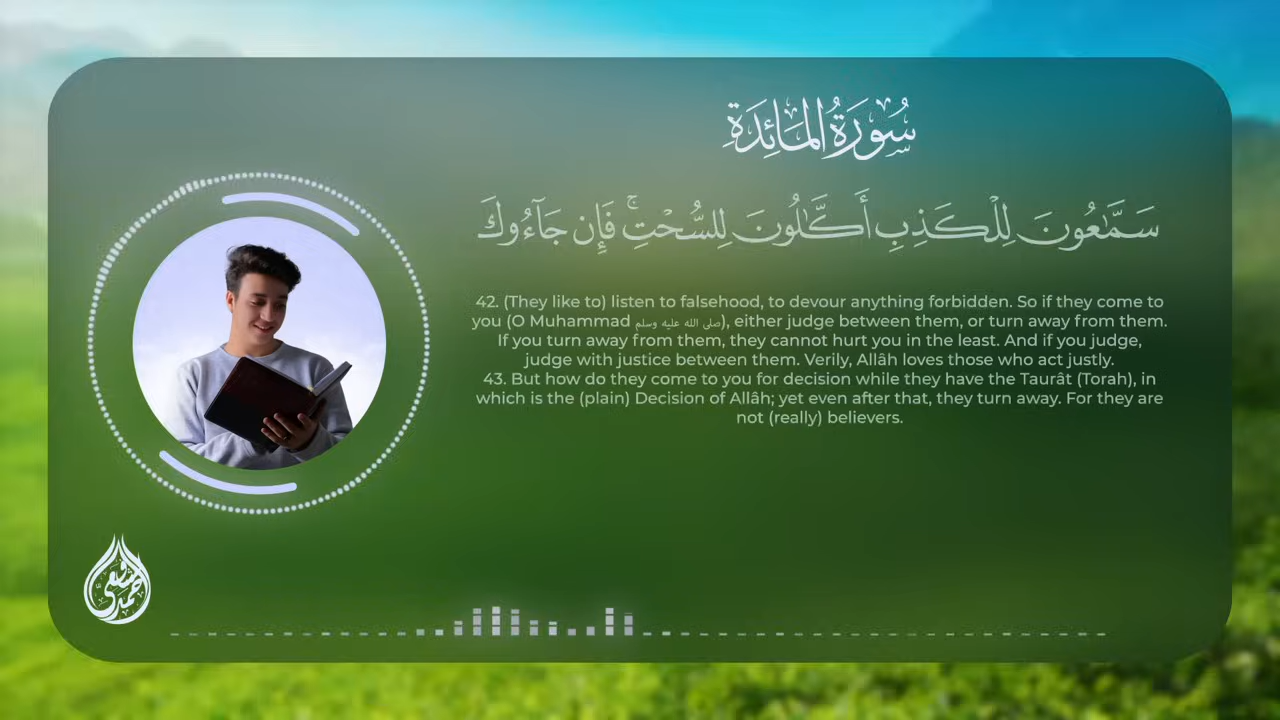 سُورَةُ المَائِدَةِ
سَمَّٰعُونَ لِلْكَذِبِ أَكَّٰلُونَ لِلسُّحْتِ ۚ فَإِن جَآءُوكَ
42. (They like to) listen to falsehood, to devour anything forbidden. So if they come to
you (O Muhammad صلى الله عليه وسلم), either judge between them, or turn away from them.
If you turn away from them, they cannot hurt you in the least. And if you judge,
judge with justice between them. Verily, Allâh loves those who act justly.
43. But how do they come to you for decision while they have the Taurât (Torah), in
which is the (plain) Decision of Allâh; yet even after that, they turn away. For they are
not (really) believers.